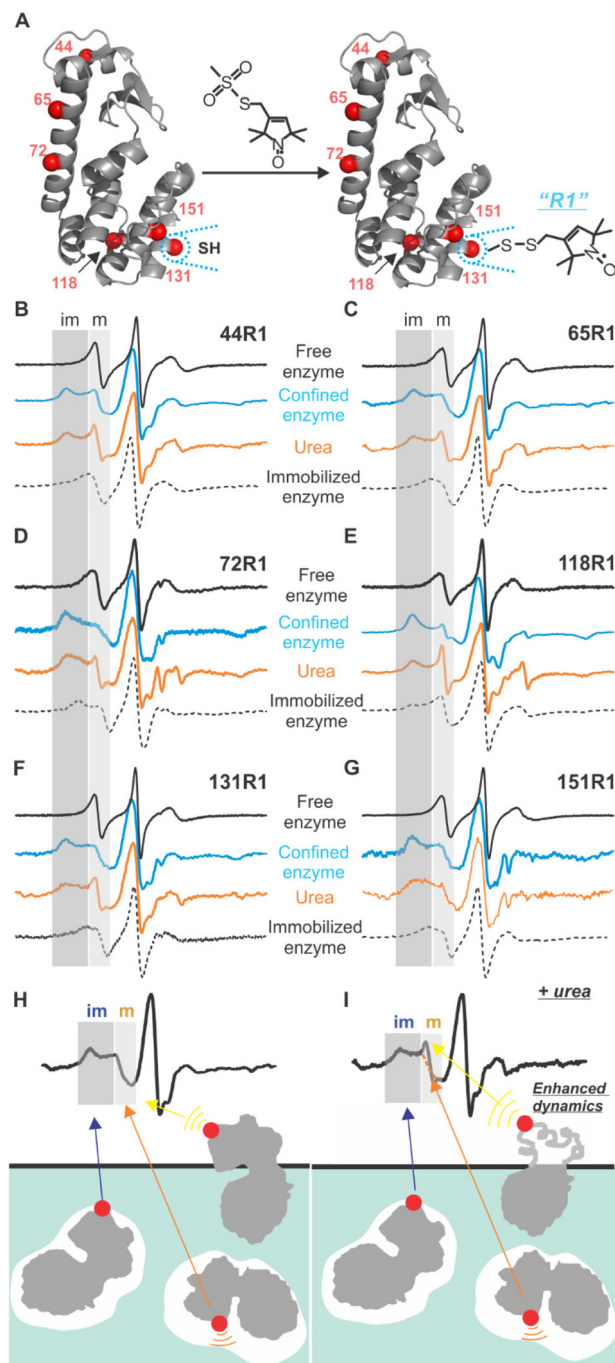 A
44
65
72
118
151
131
SH
O
S
O
S
N
O
44
65
72
118
151
131
"R1"
S
S
N
O
B
im
m
44R1
C
im
m
65R1
Free
enzyme
Confined
enzyme
Urea
Immobilized
enzyme
D
72R1
E
118R1
Free
enzyme
Confined
enzyme
Urea
Immobilized
enzyme
F
131R1
G
151R1
Free
enzyme
Confined
enzyme
Urea
Immobilized
enzyme
H
im
m
I
+ urea
im
m
Enhanced
dynamics